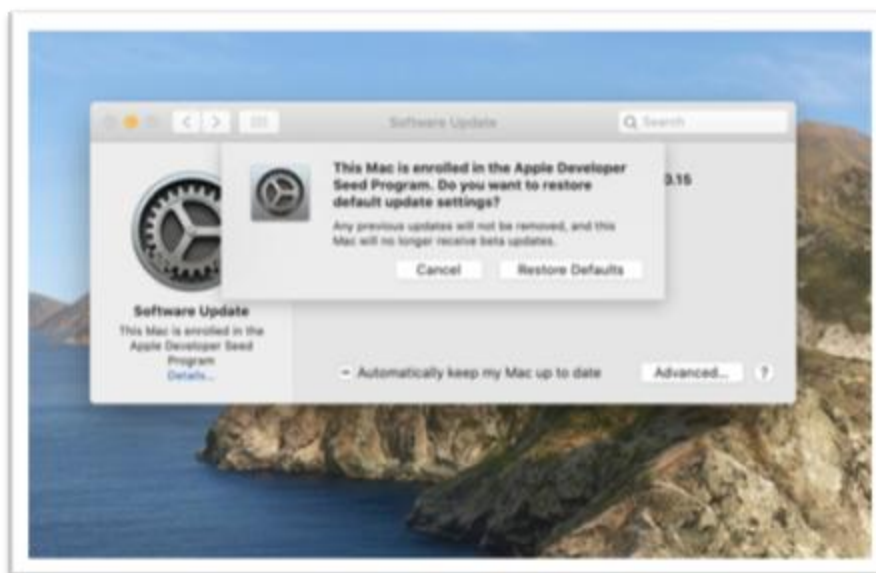 Software Update
Search
This Mac is enrolled in the Apple Developer
Seed Program. Do you want to restore
default update settings?
Any previous updates will not be removed, and this
Mac will no longer receive beta updates.
Cancel
Restore Defaults
Software Update
This Mac is enrolled in the
Apple Developer Seed
Program
Details...
Automatically keep my Mac up to date
Advanced...
?